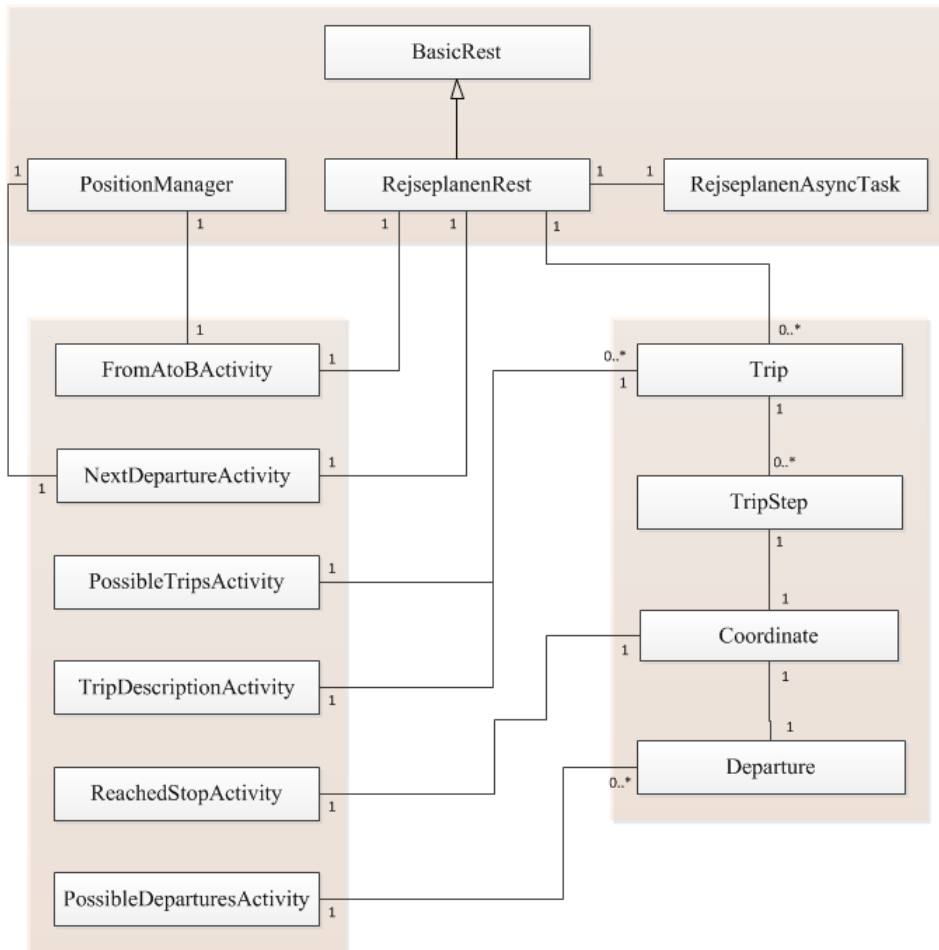 BasicRest
1
PositionManager
RejseplanenRest
1
1
RejseplanenAsyncTask
1
1
1
1
1
0..*
FromAtoBActivity
1
0..*
1
Trip
1
NextDepartureActivity
1
1
0..*
TripStep
1
PossibleTripsActivity
1
1
Coordinate
1
1
TripDescriptionActivity
1
1
Departure
0..*
ReachedStopActivity
1
PossibleDeparturesActivity
1